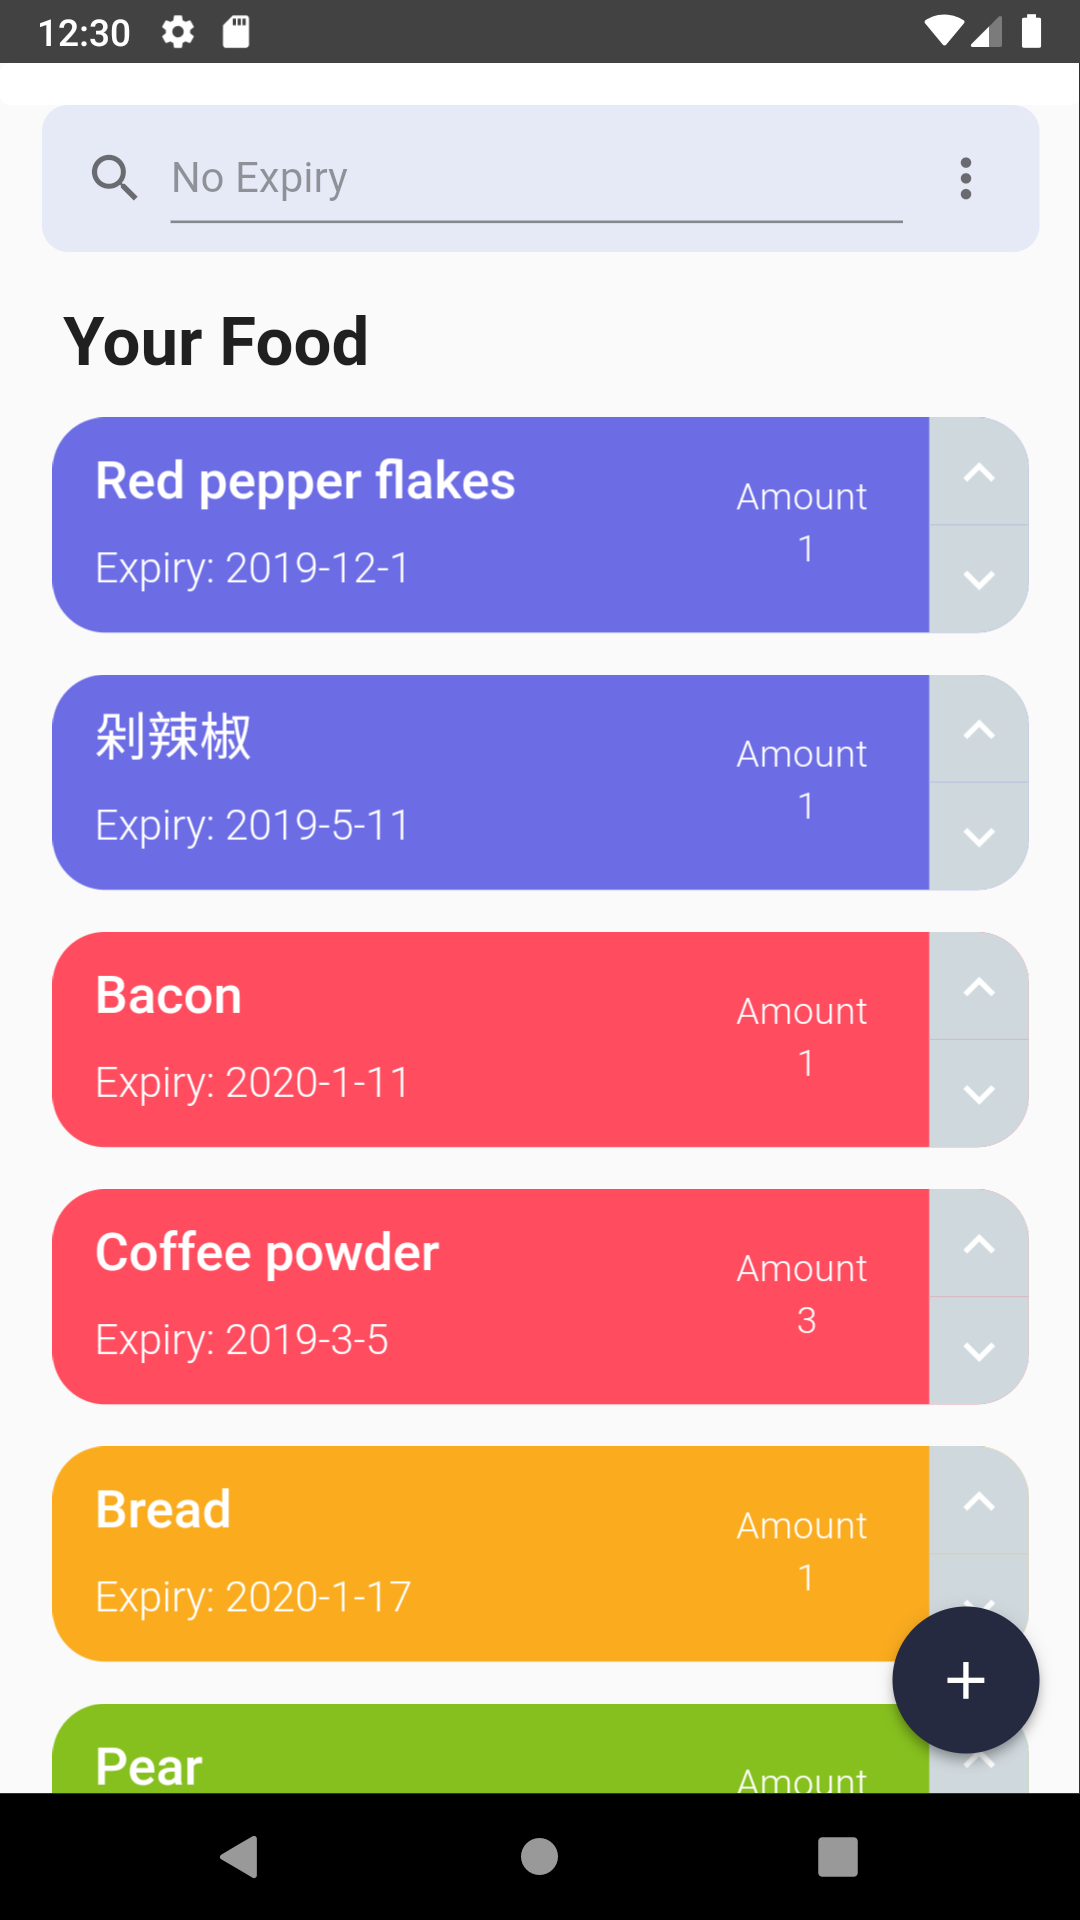 12:30
No Expiry
Your Food
Red pepper flakes
Amount
1
Expiry: 2019-12-1
剁辣椒
Amount
1
Expiry: 2019-5-11
Bacon
Amount
1
Expiry: 2020-1-11
Coffee powder
Amount
3
Expiry: 2019-3-5
Bread
Amount
1
Expiry: 2020-1-17
Pear
Amount